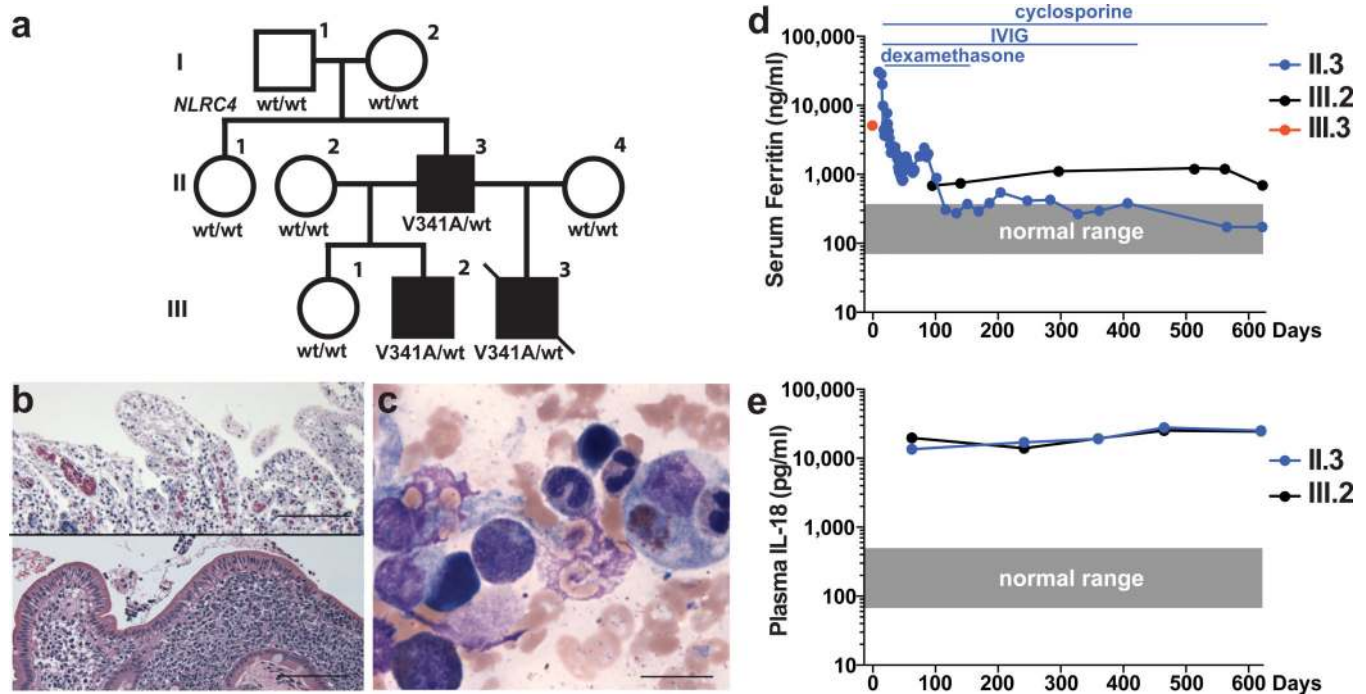 a
I
1
2
NLRC4
wt/wt
wt/wt
II
1
2
3
4
wt/wt
wt/wt
V341A/wt
wt/wt
III
1
2
3
wt/wt
V341A/wt
V341A/wt
b
c
d
cyclosporine
IVIG
dexamethasone
Serum Ferritin (ng/ml)
100,000
10,000
1,000
100
10
normal range
0 100 200 300 400 500 600 Days
II.3
III.2
III.3
e
Plasma IL-18 (pg/ml)
100,000
10,000
1,000
100
10
normal range
0 100 200 300 400 500 600 Days
II.3
III.2